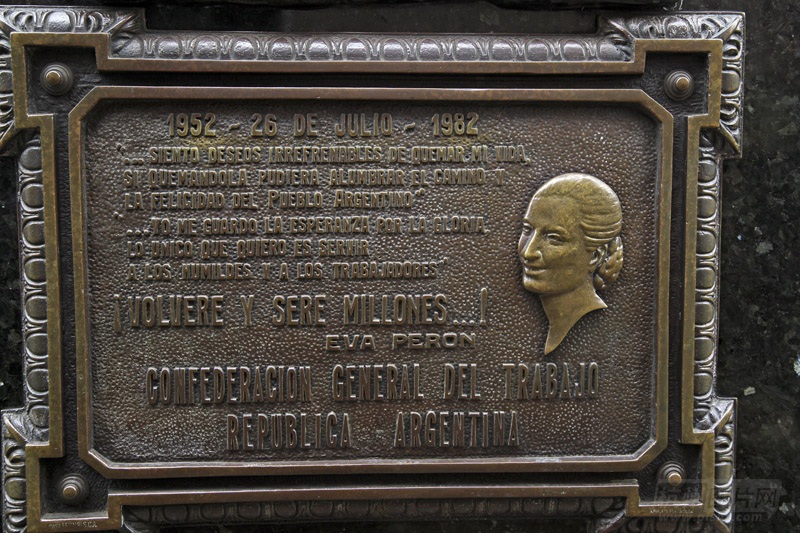 1952 - 26 DE JULIO - 1982
"...SIENTO DESEOS IRREFRENABLES DE QUEMAR MI VIDA,
SI QUEMANDOLA PUDIERA ALUMBRAR EL CAMINO Y
LA FELICIDAD DEL PUEBLO ARGENTINO"
"...YO ME GUARDO LA ESPERANZA POR LA GLORIA.
LO UNICO QUE QUIERO ES SERVIR
A LOS HUMILDES Y A LOS TRABAJADORES"
¡VOLVERE Y SERE MILLONES...!
EVA PERON
CONFEDERACION GENERAL DEL TRABAJO
REPUBLICA - ARGENTINA